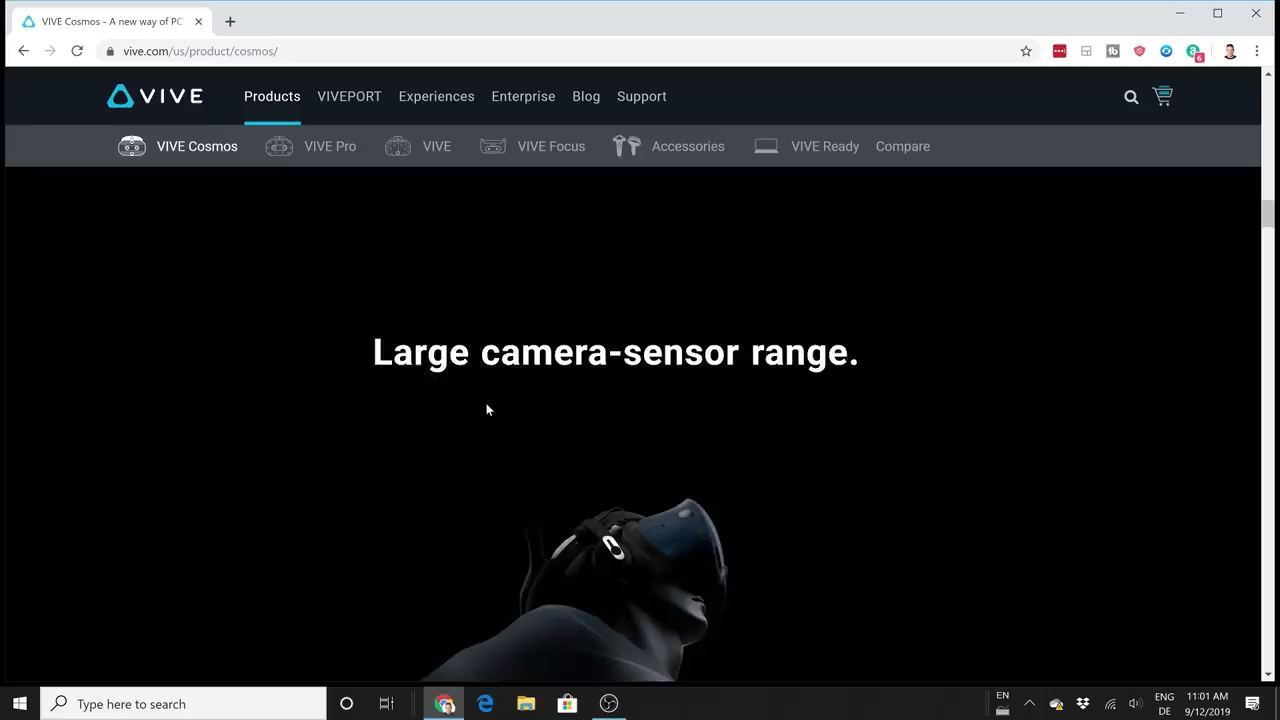 VIVE Cosmos - A new way of PC
vive.com/us/product/cosmos/
6
VIVE Products VIVEPORT Experiences Enterprise Blog Support
VIVE Cosmos VIVE Pro VIVE VIVE Focus Accessories VIVE Ready Compare
Large camera-sensor range.
Type here to search
EN
ENG
DE
11:01 AM
9/12/2019